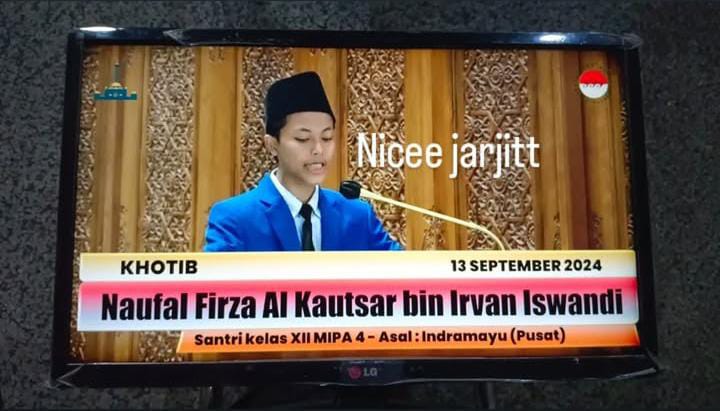 Nicee jarjitt
KHOTIB 13 SEPTEMBER 2024
Naufal Firza Al Kautsar bin Irvan Iswandi
Santri kelas XII MIPA 4 - Asal : Indramayu (Pusat)
LG